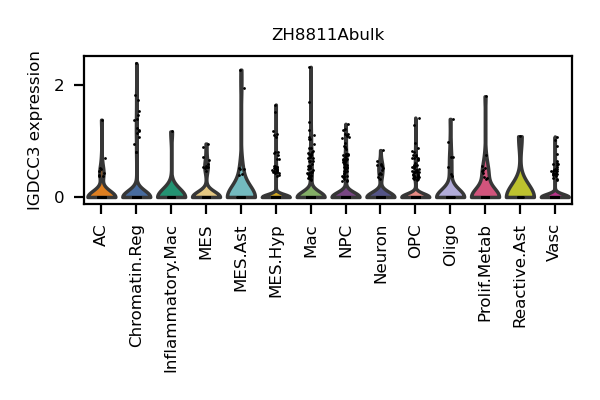 ZH8811Abulk
IGDCC3 expression
2
0
AC
Chromatin.Reg
Inflammatory.Mac
MES
MES.Ast
MES.Hyp
Mac
NPC
Neuron
OPC
Oligo
Prolif.Metab
Reactive.Ast
Vasc